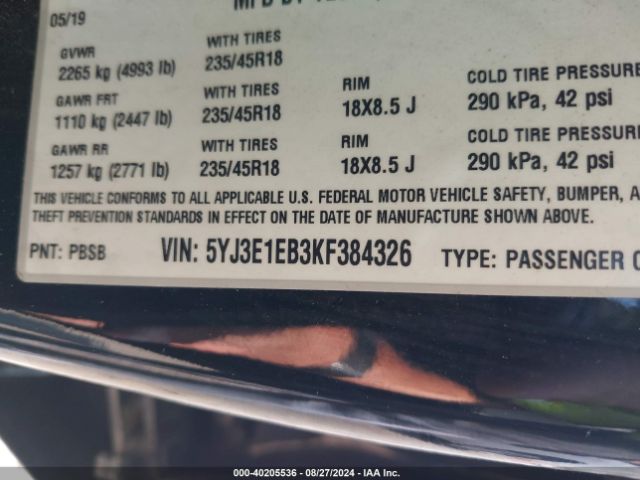 05/19
GVWR WITH TIRES
2265 kg (4993 lb) 235/45R18
GAWR FRT WITH TIRES RIM COLD TIRE PRESSURE
1110 kg (2447 lb) 235/45R18 18X8.5 J 290 kPa, 42 psi
GAWR RR WITH TIRES RIM COLD TIRE PRESSURE
1257 kg (2771 lb) 235/45R18 18X8.5 J 290 kPa, 42 psi
THIS VEHICLE CONFORMS TO ALL APPLICABLE U.S. FEDERAL MOTOR VEHICLE SAFETY, BUMPER, A
THEFT PREVENTION STANDARDS IN EFFECT ON THE DATE OF MANUFACTURE SHOWN ABOVE.
PNT: PBSB VIN: 5YJ3E1EB3KF384326 TYPE: PASSENGER C
000-40205536 - 08/27/2024 - IAA Inc.